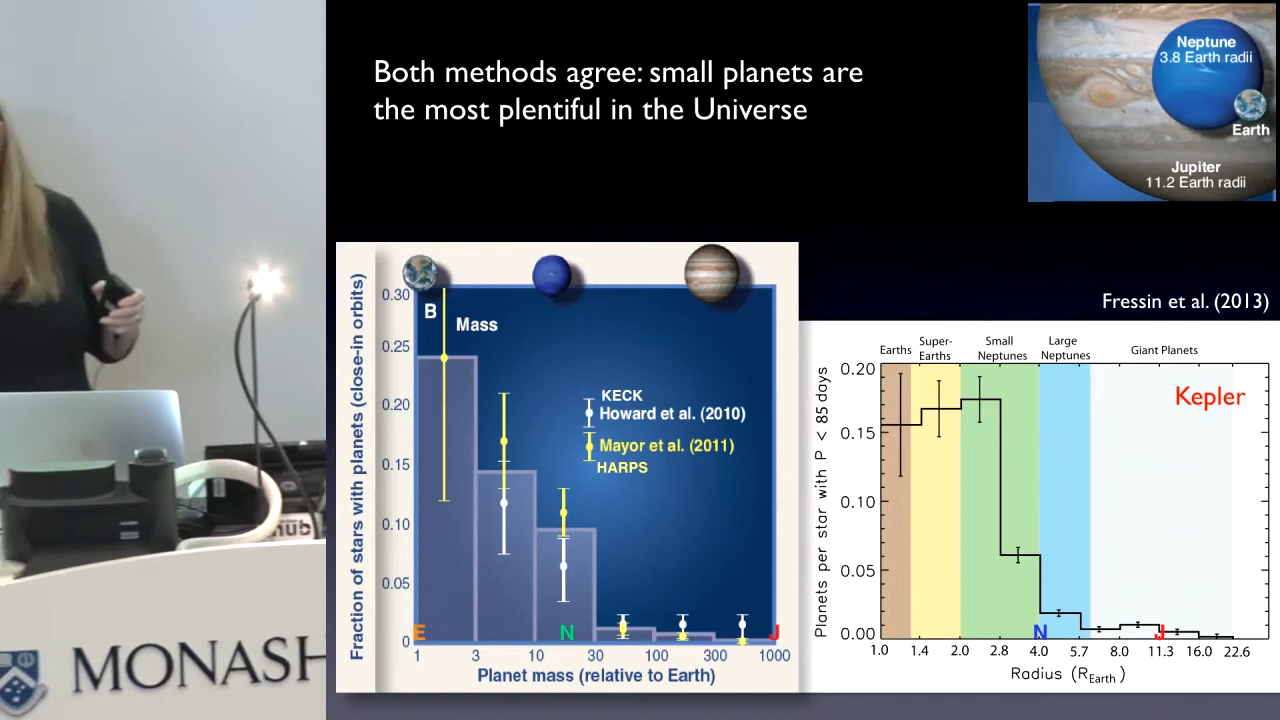 Both methods agree: small planets are
the most plentiful in the Universe
Neptune
3.8 Earth radii
Earth
Jupiter
11.2 Earth radii
Fraction of stars with planets (close-in orbits)
0.30
0.25
0.20
0.15
0.10
0.05
0
B
Mass
KECK
Howard et al. (2010)
Mayor et al. (2011)
HARPS
E
N
J
1
3
10
30
100
300
1000
Planet mass (relative to Earth)
Fressin et al. (2013)
Earths
Super-
Earths
Small
Neptunes
Large
Neptunes
Giant Planets
Kepler
Planets per star with P < 85 days
0.20
0.15
0.10
0.05
0.00
N
J
1.0
1.4
2.0
2.8
4.0
5.7
8.0
11.3
16.0
22.6
Radius (REarth)
hub
MONASH